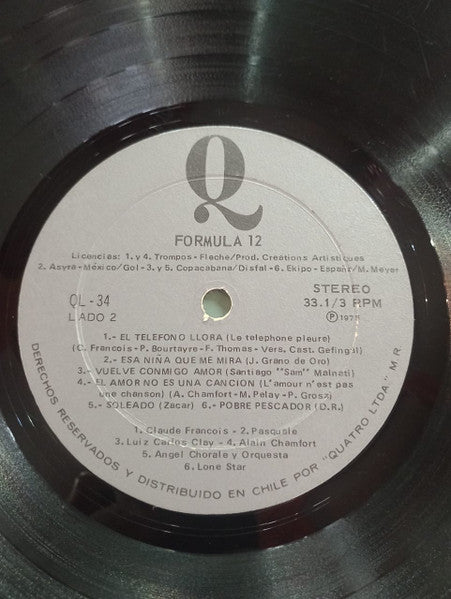 Q
FORMULA 12
Licencias: 1. y 4. Trompos - Fleche/Prod. Créations Artistiques
2. Asyra - México/Gol - 3. y 5. Copacabana/Disfal - 6. Ekipo - España/M. Meyer
STEREO
QL - 34
33.1/3 RPM
LADO 2
Ⓟ 1975
1.- EL TELEFONO LLORA (Le telephone pleure)
(C. Francois - P. Bourtayre - F. Thomas - Vers. Cast. Gefingal)
2.- ESA NIÑA QUE ME MIRA (J. Grano de Oro)
3.- VUELVE CONMIGO AMOR (Santiago "Sam" Malnati)
4.- EL AMOR NO ES UNA CANCION (L'amour n'est pas
une chanson) (A. Chamfort - M. Pelay - P. Grosz)
5.- SOLEADO (Zacar) 6.- POBRE PESCADOR (D.R.)
1. Claude Francois - 2. Pasquale
3.- Luiz Carlos Clay - 4. Alain Chamfort
5. Angel Chorale y Orquesta
6. Lone Star
DERECHOS RESERVADOS Y DISTRIBUIDO EN CHILE POR "QUATRO LTDA" M R